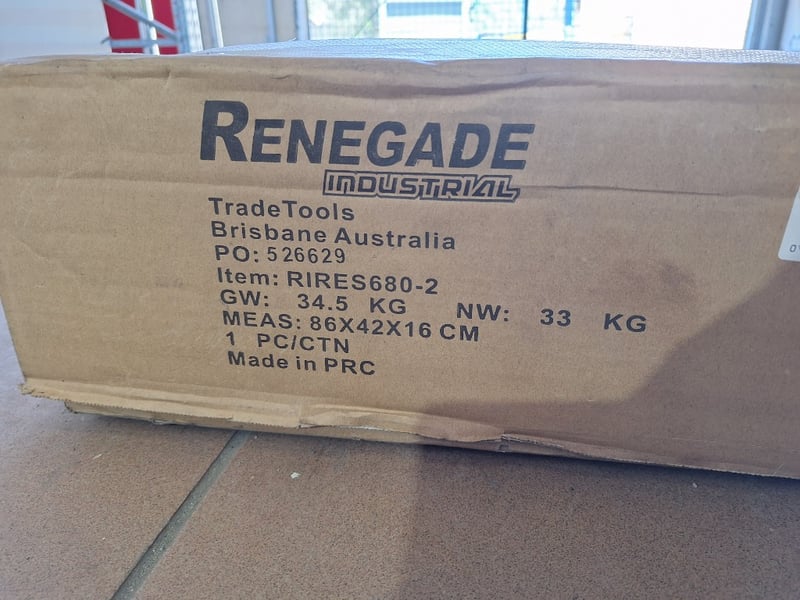 RENEGADE
INDUSTRIAL
TradeTools
Brisbane Australia
PO: 526629
Item: RIRES680-2
GW: 34.5 KG NW: 33 KG
MEAS: 86X42X16 CM
1 PC/CTN
Made in PRC